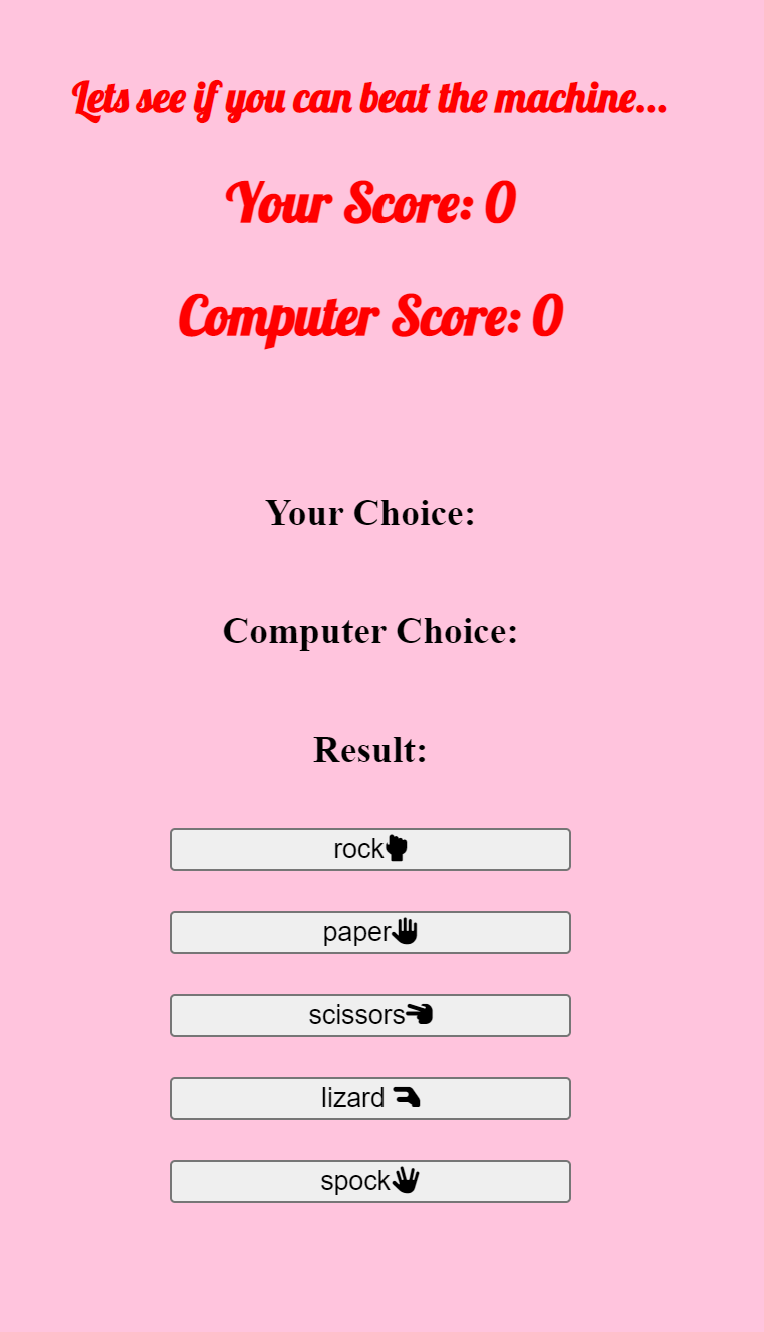 Lets see if you can beat the machine...
Your Score: 0
Computer Score: 0
Your Choice:
Computer Choice:
Result:
rock
paper
scissors
lizard
spock